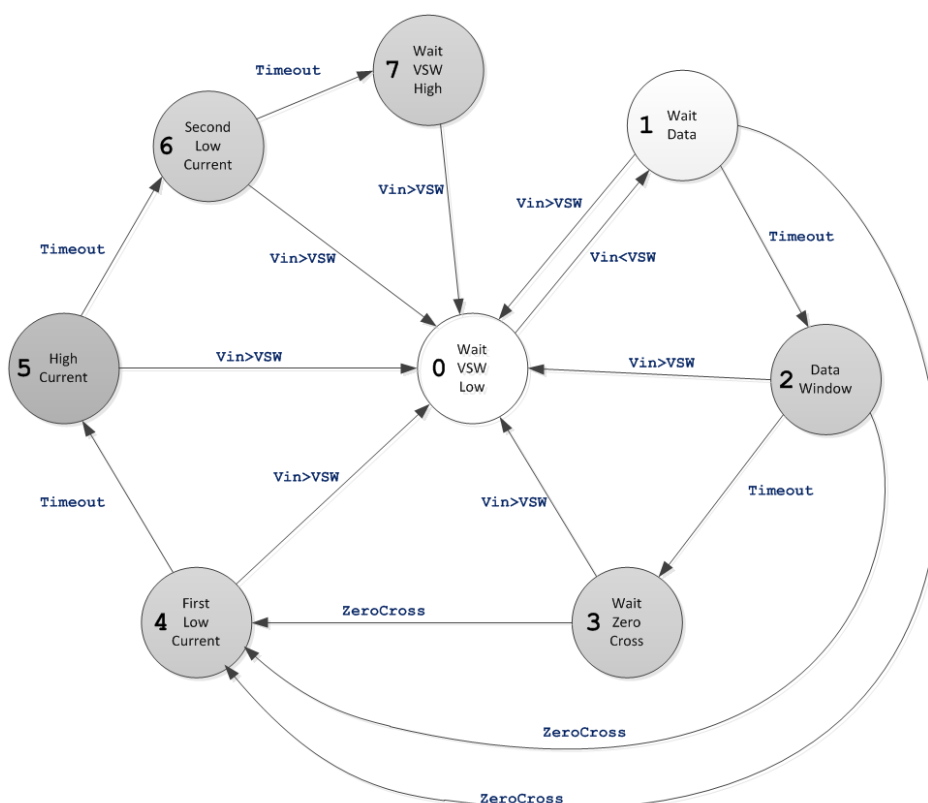 7
Wait
VSW
High
Timeout
1
Wait
Data
6
Second
Low
Current
Vin>VSW
Vin>VSW
Timeout
Timeout
Vin>VSW
Vin<VSW
5
High
Current
Vin>VSW
0
Wait
VSW
Low
Vin>VSW
2
Data
Window
Timeout
Vin>VSW
Vin>VSW
Timeout
4
First
Low
Current
ZeroCross
3
Wait
Zero
Cross
ZeroCross
ZeroCross